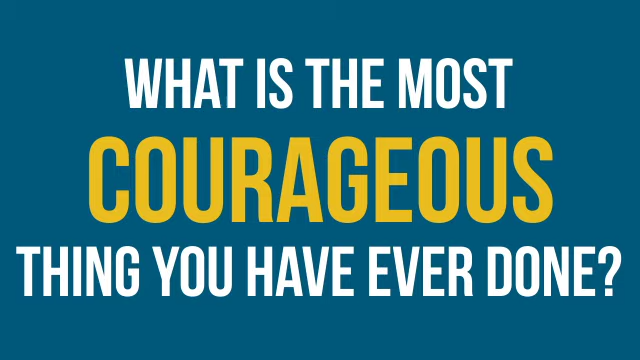 WHAT IS THE MOST
COURAGEOUS
THING YOU HAVE EVER DONE?